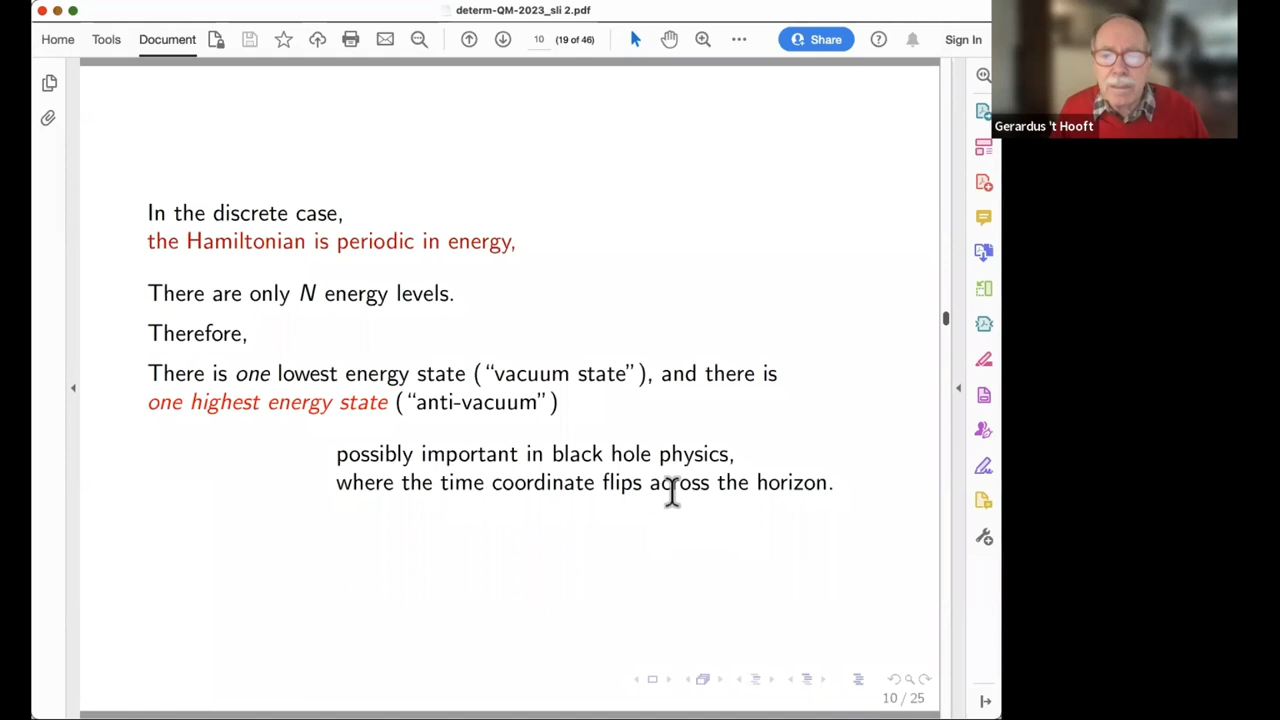 determ-QM-2023_sli 2.pdf
Home Tools Document 10 (19 of 46) Share Sign In
Gerardus 't Hooft
In the discrete case,
the Hamiltonian is periodic in energy,
There are only N energy levels.
Therefore,
There is one lowest energy state (“vacuum state”), and there is
one highest energy state (“anti-vacuum”)
possibly important in black hole physics,
where the time coordinate flips across the horizon.
10 / 25